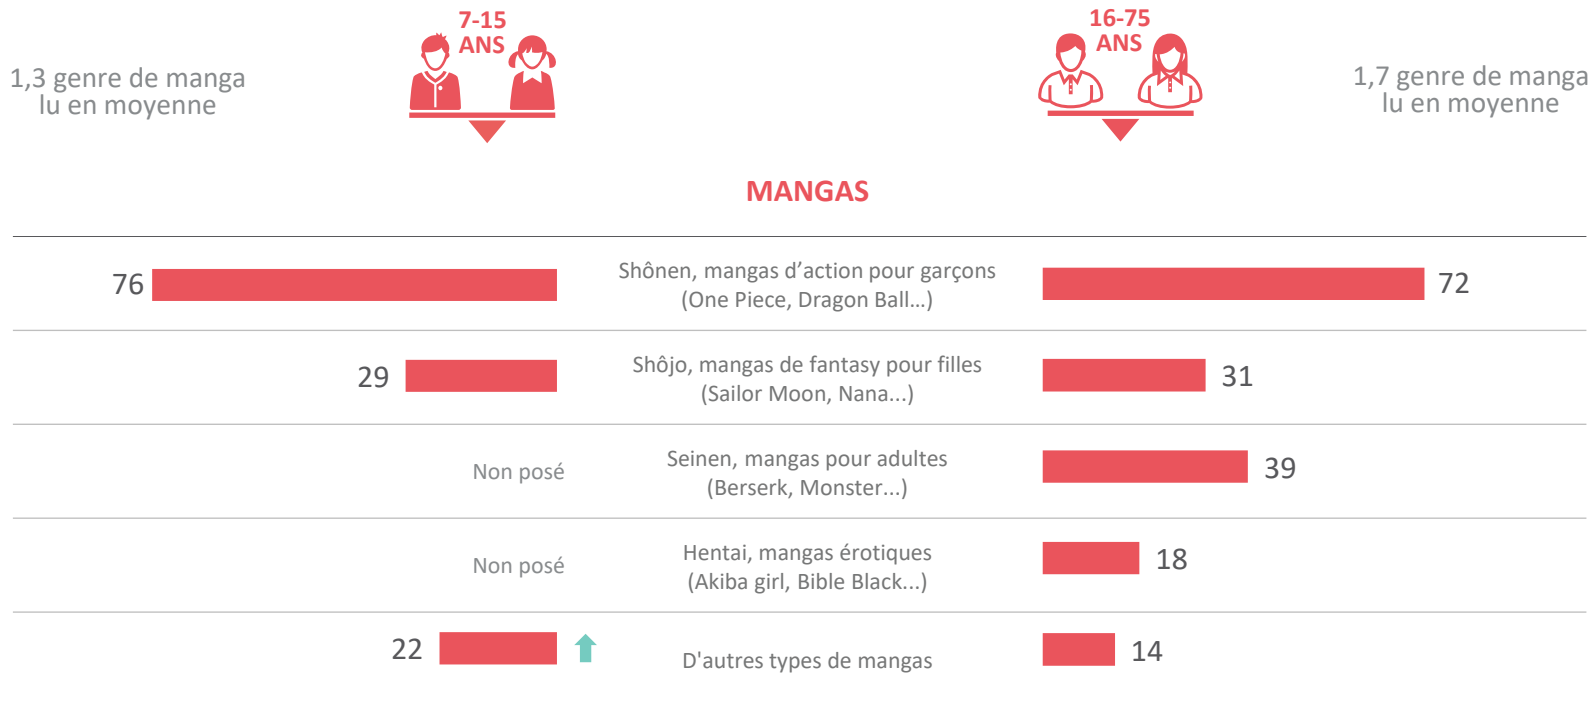 7-15
ANS
16-75
ANS
1,3 genre de manga
lu en moyenne
1,7 genre de manga
lu en moyenne
MANGAS
76
Shônen, mangas d’action pour garçons
(One Piece, Dragon Ball…)
72
29
Shôjo, mangas de fantasy pour filles
(Sailor Moon, Nana...)
31
Non posé
Seinen, mangas pour adultes
(Berserk, Monster...)
39
Non posé
Hentai, mangas érotiques
(Akiba girl, Bible Black...)
18
22
D'autres types de mangas
14